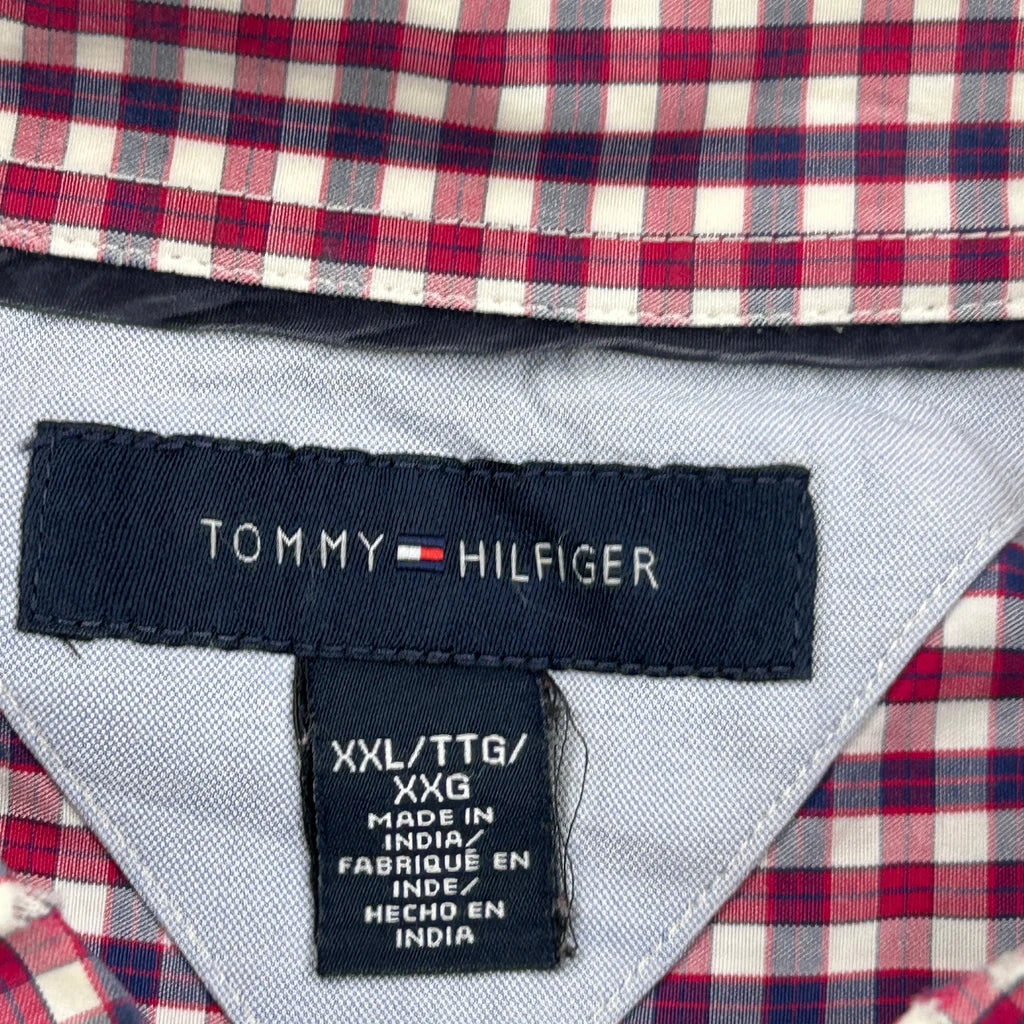 TOMMY HILFIGER
XXL/TTG/
XXG
MADE IN
INDIA/
FABRIQUÉ EN
INDE/
HECHO EN
INDIA